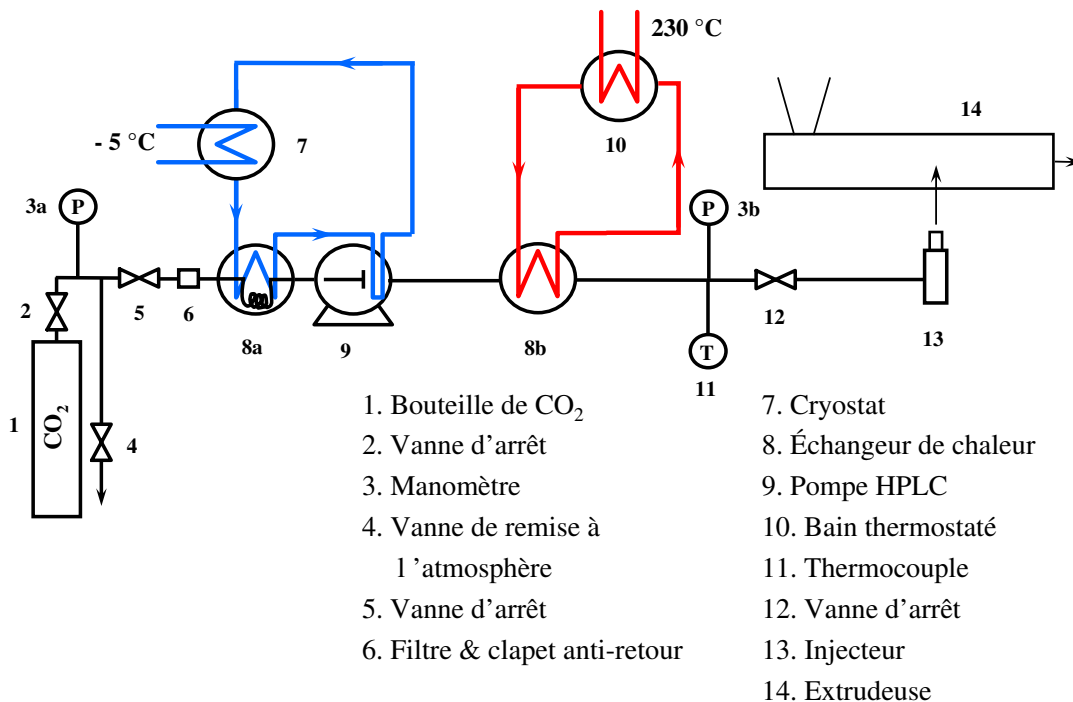 230 °C
14
- 5 °C
7
10
3a
P
P
3b
2
5
6
8a
9
8b
12
13
T
11
1
CO2
4
1. Bouteille de CO2
2. Vanne d'arrêt
3. Manomètre
4. Vanne de remise à
l ’atmosphère
5. Vanne d'arrêt
6. Filtre & clapet anti-retour
7. Cryostat
8. Échangeur de chaleur
9. Pompe HPLC
10. Bain thermostaté
11. Thermocouple
12. Vanne d'arrêt
13. Injecteur
14. Extrudeuse